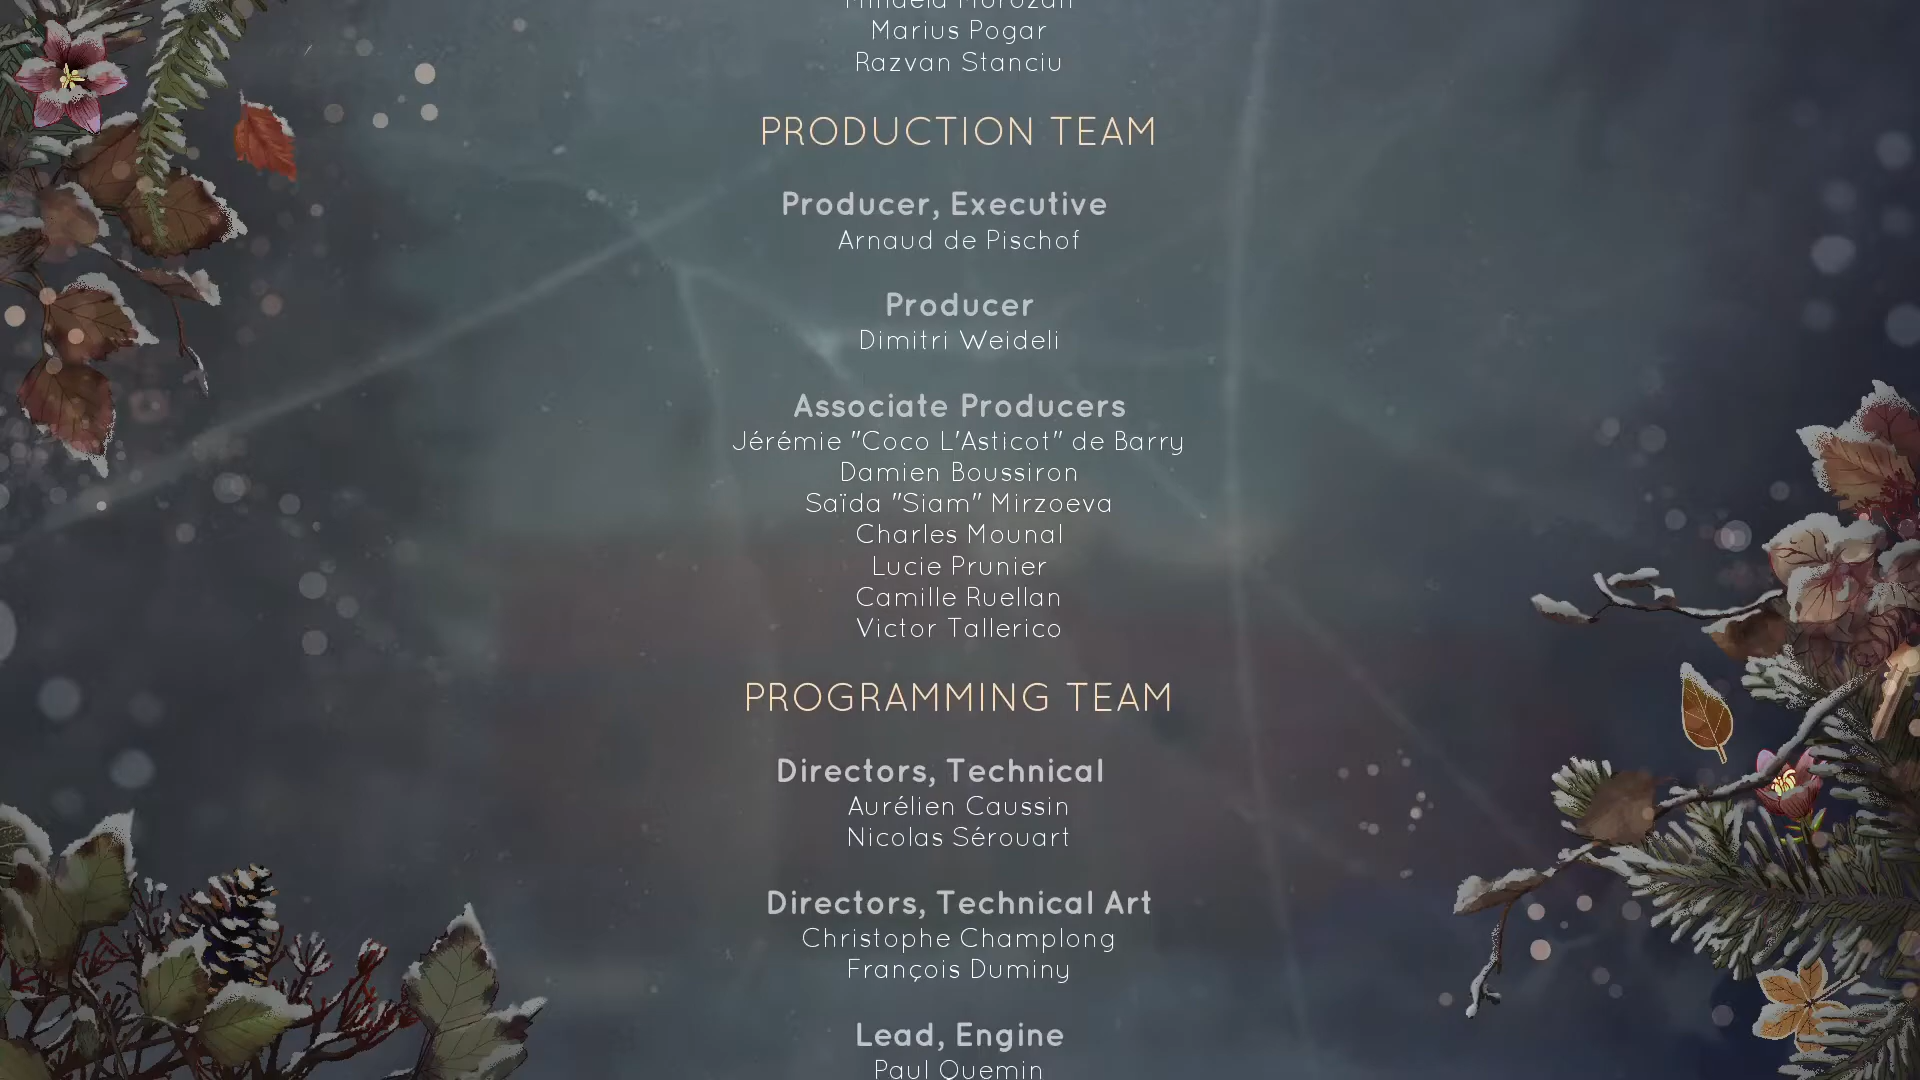 Marius Pogar
Razvan Stanciu
PRODUCTION TEAM
Producer, Executive
Arnaud de Pischof
Producer
Dimitri Weideli
Associate Producers
Jérémie "Coco L'Asticot" de Barry
Damien Boussiron
Saïda "Siam" Mirzoeva
Charles Mounal
Lucie Prunier
Camille Ruellan
Victor Tallerico
PROGRAMMING TEAM
Directors, Technical
Aurélien Caussin
Nicolas Sérouart
Directors, Technical Art
Christophe Champlong
François Duminy
Lead, Engine
Paul Quemin